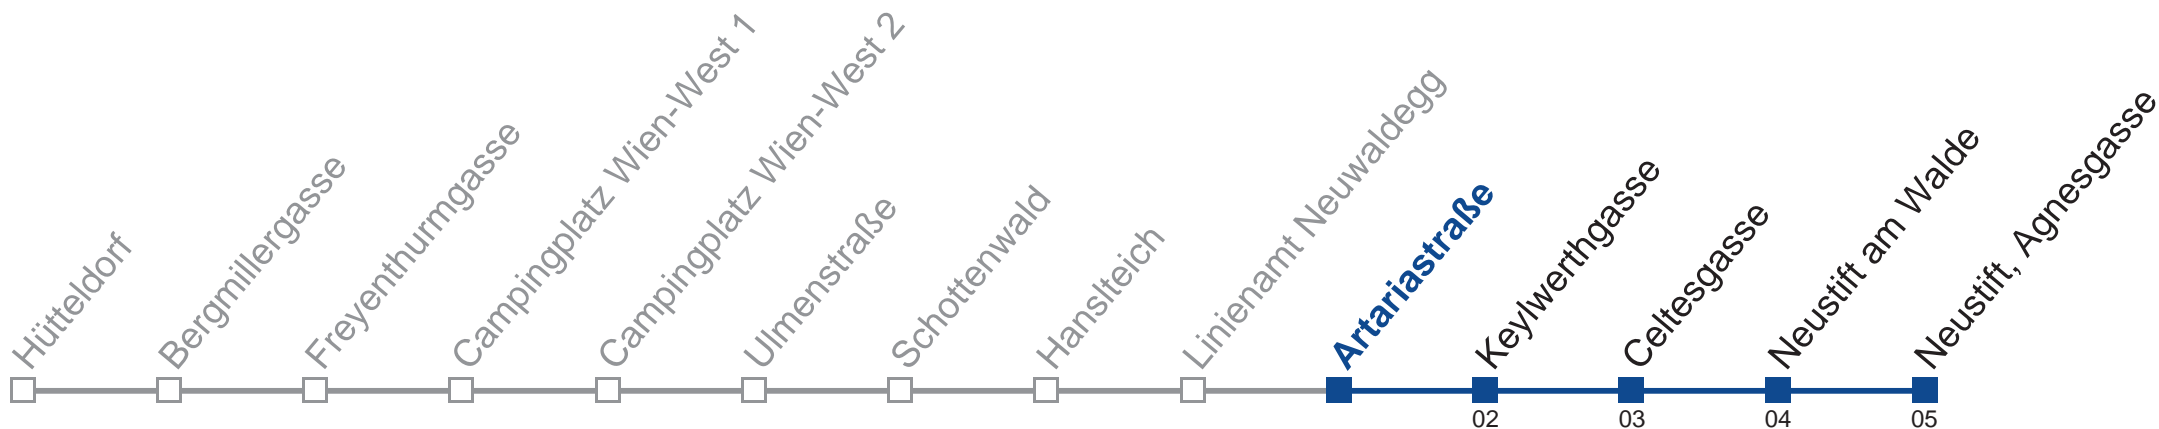 Hütteldorf
Bergmillergasse
Freyenthurmgasse
Campingplatz Wien-West 1
Campingplatz Wien-West 2
Ulmenstraße
Schottenwald
Hanslteich
Linienamt Neuwaldegg
Artariastraße
Keylwerthgasse
Celtesgasse
Neustift am Walde
Neustift, Agnesgasse
02
03
04
05